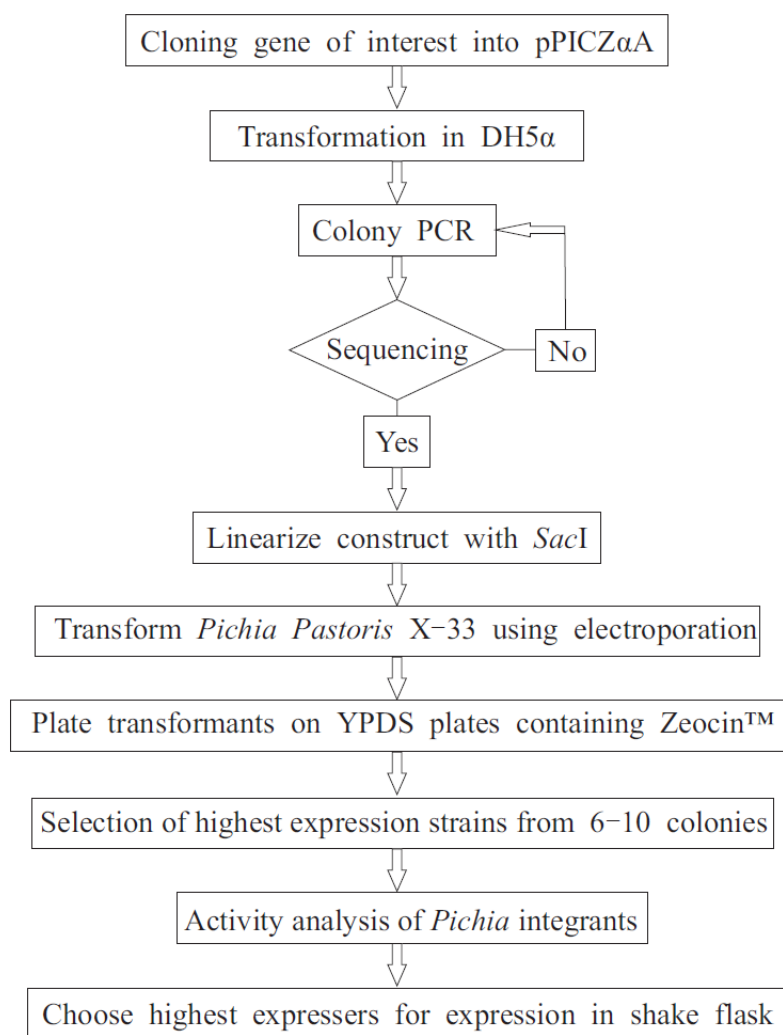 Cloning gene of interest into pPICZαA
Transformation in DH5α
Colony PCR
Sequencing
No
Yes
Linearize construct with SacI
Transform Pichia Pastoris X-33 using electroporation
Plate transformants on YPDS plates containing Zeocin™
Selection of highest expression strains from 6-10 colonies
Activity analysis of Pichia integrants
Choose highest expressers for expression in shake flask